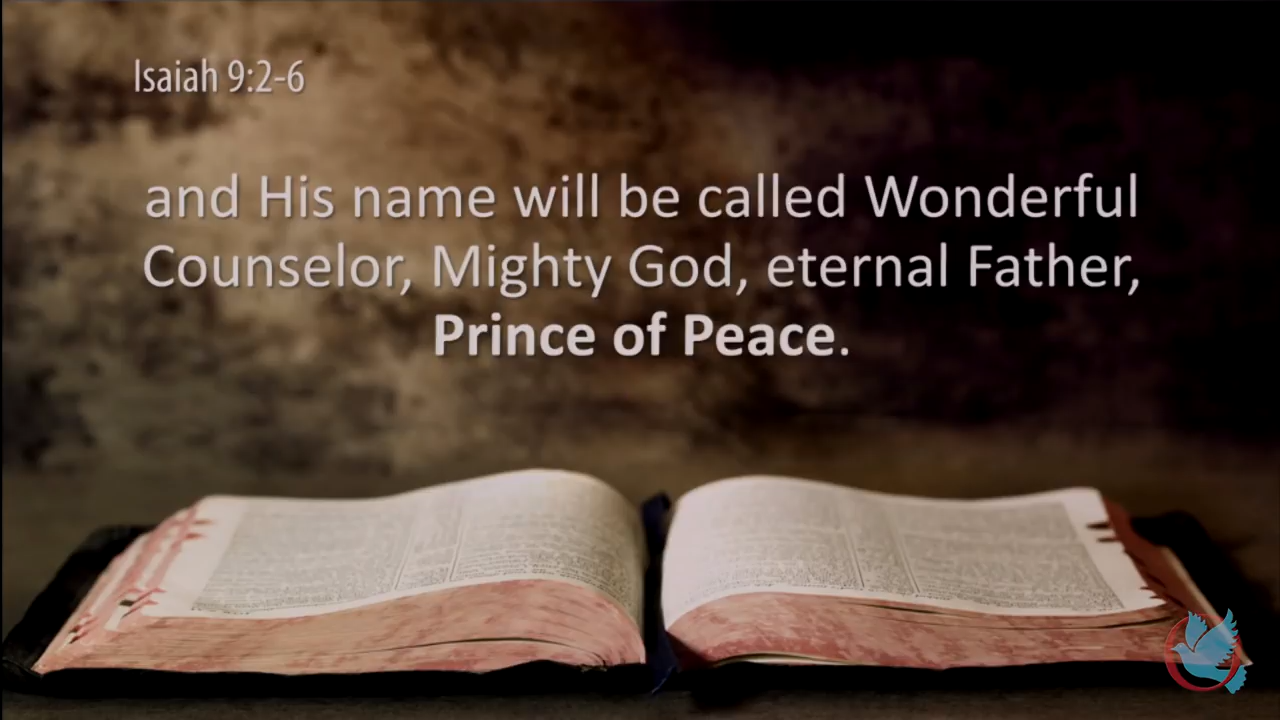 Isaiah 9:2-6
and His name will be called Wonderful
Counselor, Mighty God, eternal Father,
Prince of Peace.